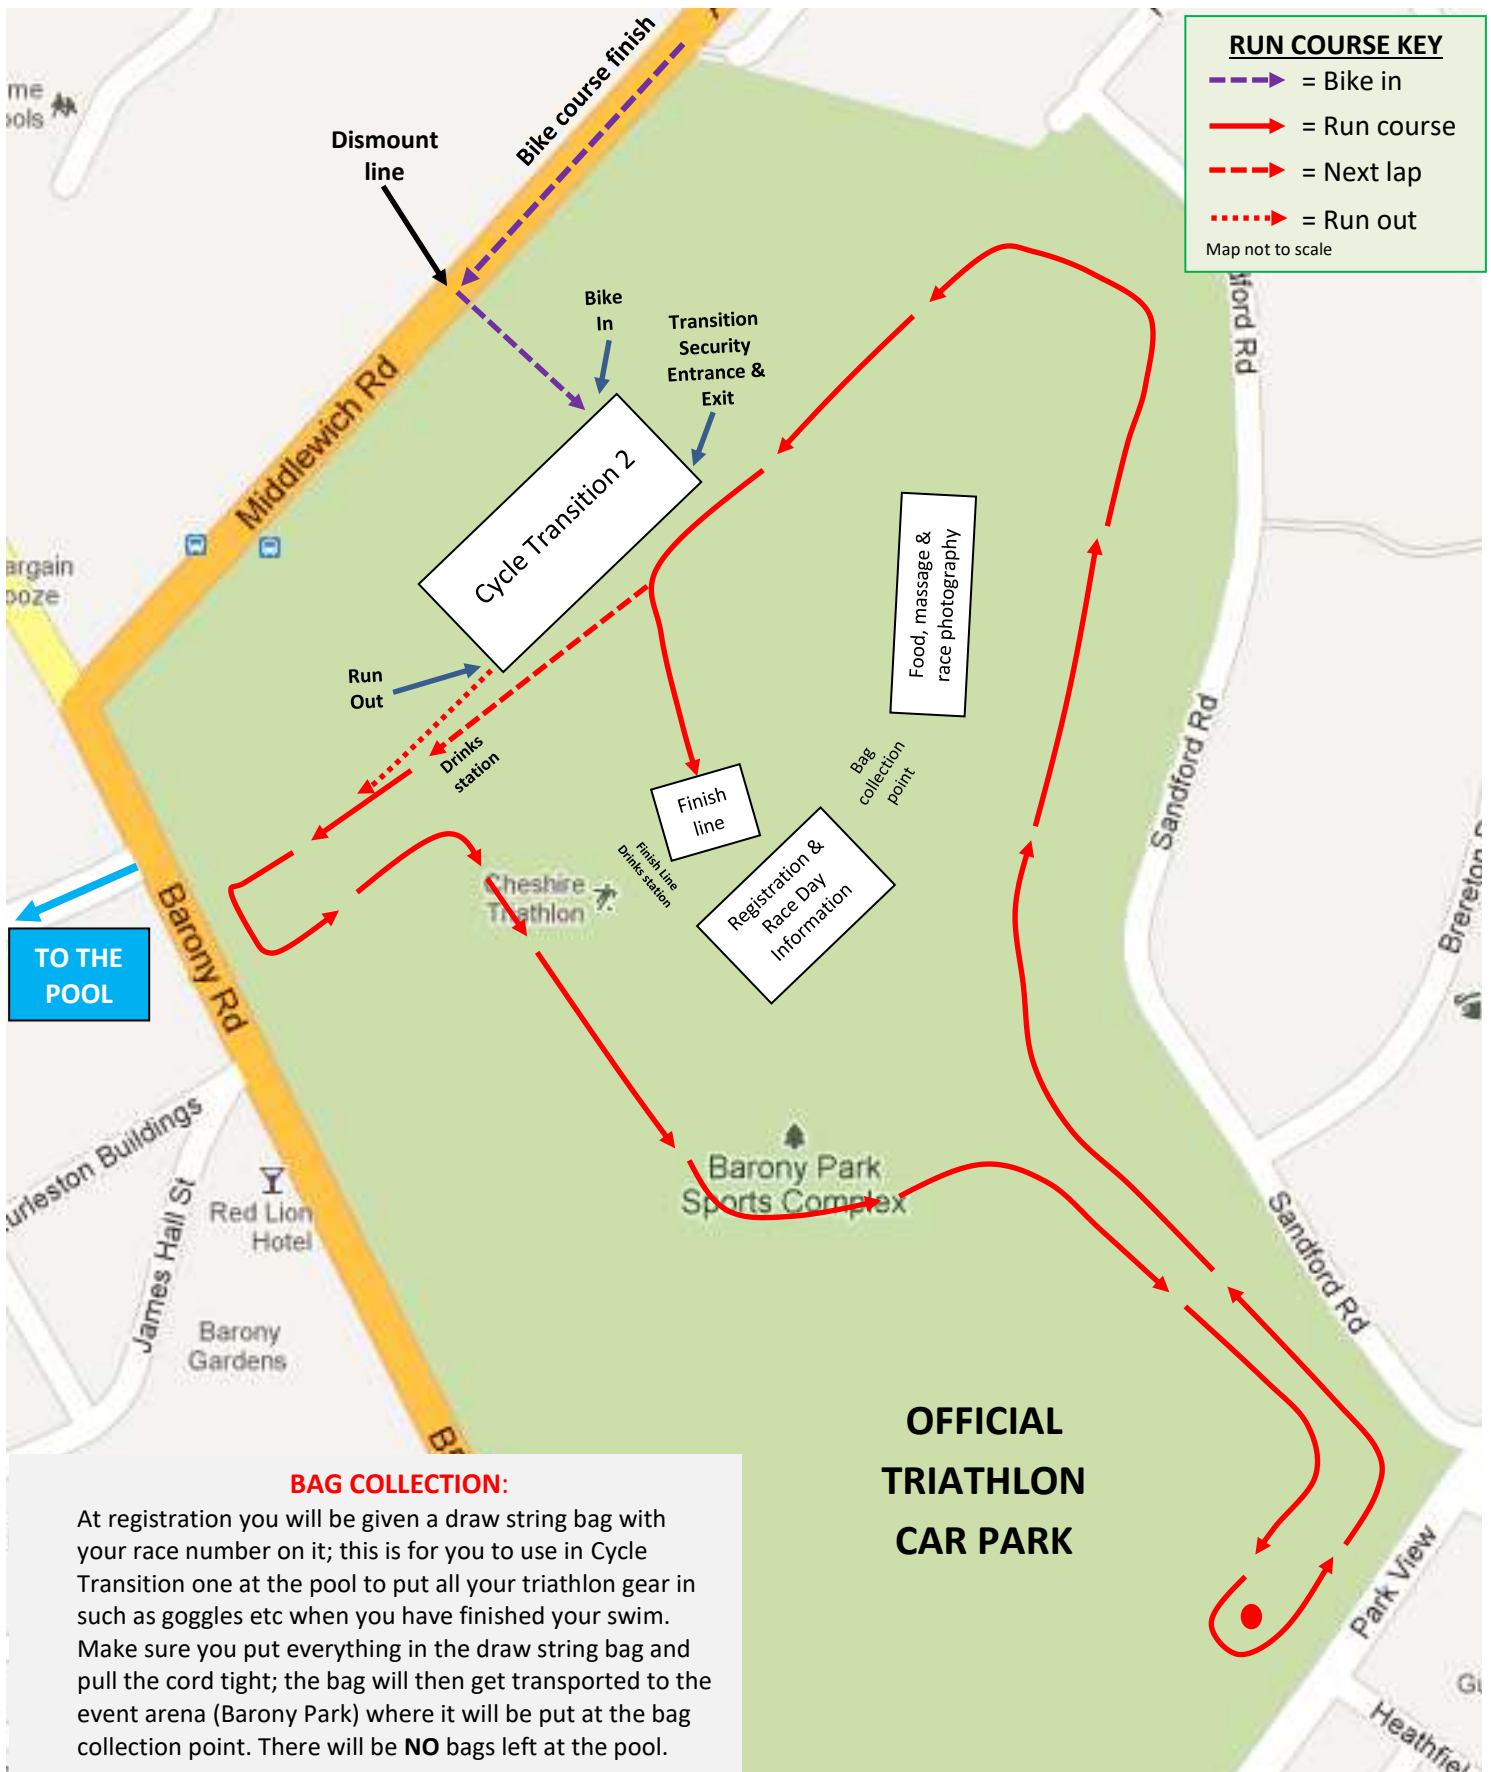 Bike course finish
RUN COURSE KEY
= Bike in
= Run course
= Next lap
= Run out
Map not to scale
Dismount
line
Bike
In
Transition
Security
Entrance &
Exit
Middlewich Rd
Cycle Transition 2
Food, massage &
race photography
Run
Out
Drinks
station
Bag
collection
point
Finish
line
Finish Line
Drinks station
Registration &
Race Day
Information
Cheshire
Triathlon
Sandford Rd
TO THE
POOL
Barony Rd
Barony Park
Sports Complex
Red Lion
Hotel
James Hall St
Buildings
Barony
Gardens
Sandford Rd
OFFICIAL
TRIATHLON
CAR PARK
Park View
BAG COLLECTION:
At registration you will be given a draw string bag with
your race number on it; this is for you to use in Cycle
Transition one at the pool to put all your triathlon gear in
such as goggles etc when you have finished your swim.
Make sure you put everything in the draw string bag and
pull the cord tight; the bag will then get transported to the
event arena (Barony Park) where it will be put at the bag
collection point. There will be NO bags left at the pool.